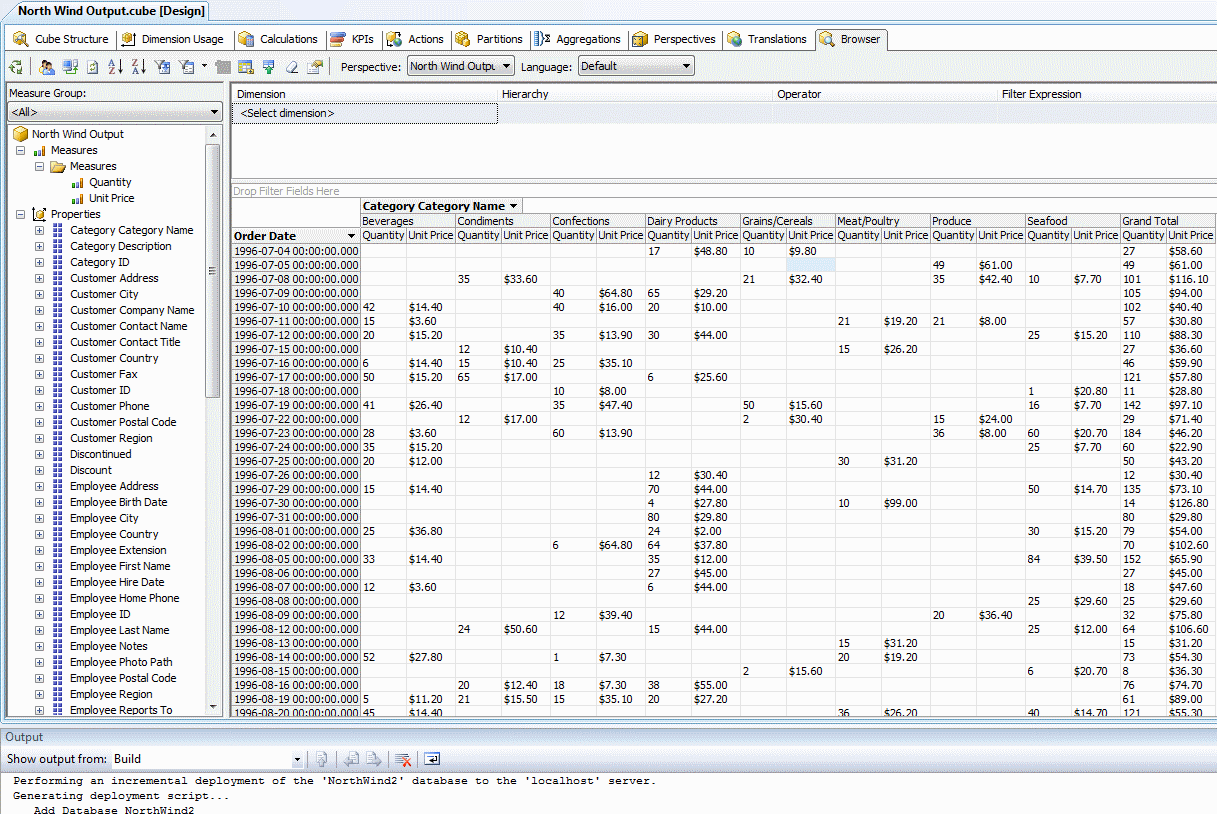 North Wind Output.cube [Design]
Cube Structure Dimension Usage Calculations KPIs Actions Partitions Aggregations Perspectives Translations Browser
Perspective: North Wind Outpu Language: Default
Measure Group:
<All>
North Wind Output
Measures
Measures
Quantity
Unit Price
Properties
Category Category Name
Category Description
Category ID
Customer Address
Customer City
Customer Company Name
Customer Contact Name
Customer Contact Title
Customer Country
Customer Fax
Customer ID
Customer Phone
Customer Postal Code
Customer Region
Discontinued
Discount
Employee Address
Employee Birth Date
Employee City
Employee Country
Employee Extension
Employee First Name
Employee Hire Date
Employee Home Phone
Employee ID
Employee Last Name
Employee Notes
Employee Photo Path
Employee Postal Code
Employee Region
Employee Reports To
Dimension Hierarchy Operator Filter Expression
<Select dimension>
Drop Filter Fields Here
Category Category Name
Beverages Condiments Confections Dairy Products Grains/Cereals Meat/Poultry Produce Seafood Grand Total
Order Date Quantity Unit Price Quantity Unit Price Quantity Unit Price Quantity Unit Price Quantity Unit Price Quantity Unit Price Quantity Unit Price Quantity Unit Price Quantity Unit Price
1996-07-04 00:00:00.000 17 $48.80 10 $9.80 27 $58.60
1996-07-05 00:00:00.000 49 $61.00 49 $61.00
1996-07-08 00:00:00.000 35 $33.60 21 $32.40 35 $42.40 10 $7.70 101 $116.10
1996-07-09 00:00:00.000 40 $64.80 65 $29.20 105 $94.00
1996-07-10 00:00:00.000 42 $14.40 40 $16.00 20 $10.00 102 $40.40
1996-07-11 00:00:00.000 15 $3.60 21 $19.20 21 $8.00 57 $30.80
1996-07-12 00:00:00.000 20 $15.20 35 $13.90 30 $44.00 25 $15.20 110 $88.30
1996-07-15 00:00:00.000 12 $10.40 15 $26.20 27 $36.60
1996-07-16 00:00:00.000 6 $14.40 15 $10.40 25 $35.10 46 $59.90
1996-07-17 00:00:00.000 50 $15.20 65 $17.00 6 $25.60 121 $57.80
1996-07-18 00:00:00.000 10 $8.00 1 $20.80 11 $28.80
1996-07-19 00:00:00.000 41 $26.40 35 $47.40 50 $15.60 16 $7.70 142 $97.10
1996-07-22 00:00:00.000 12 $17.00 2 $30.40 15 $24.00 29 $71.40
1996-07-23 00:00:00.000 28 $3.60 60 $13.90 36 $8.00 60 $20.70 184 $46.20
1996-07-24 00:00:00.000 35 $15.20 25 $7.70 60 $22.90
1996-07-25 00:00:00.000 20 $12.00 30 $31.20 50 $43.20
1996-07-26 00:00:00.000 12 $30.40 12 $30.40
1996-07-29 00:00:00.000 15 $14.40 70 $44.00 50 $14.70 135 $73.10
1996-07-30 00:00:00.000 4 $27.80 10 $99.00 14 $126.80
1996-07-31 00:00:00.000 80 $29.80 80 $29.80
1996-08-01 00:00:00.000 25 $36.80 24 $2.00 30 $15.20 79 $54.00
1996-08-02 00:00:00.000 6 $64.80 64 $37.80 70 $102.60
1996-08-05 00:00:00.000 33 $14.40 35 $12.00 84 $39.50 152 $65.90
1996-08-06 00:00:00.000 27 $45.00 27 $45.00
1996-08-07 00:00:00.000 12 $3.60 6 $44.00 18 $47.60
1996-08-08 00:00:00.000 25 $29.60 25 $29.60
1996-08-09 00:00:00.000 12 $39.40 20 $36.40 32 $75.80
1996-08-12 00:00:00.000 24 $50.60 15 $44.00 25 $12.00 64 $106.60
1996-08-13 00:00:00.000 15 $31.20 15 $31.20
1996-08-14 00:00:00.000 52 $27.80 1 $7.30 20 $19.20 73 $54.30
1996-08-15 00:00:00.000 2 $15.60 6 $20.70 8 $36.30
1996-08-16 00:00:00.000 20 $12.40 18 $7.30 38 $55.00 76 $74.70
1996-08-19 00:00:00.000 5 $11.20 21 $15.50 15 $35.10 20 $27.20 61 $89.00
1996-08-20 00:00:00.000 45 $14.40 36 $26.20 40 $14.70 121 $55.30
Output
Show output from: Build
Performing an incremental deployment of the 'NorthWind2' database to the 'localhost' server.
Generating deployment script...
Add Database NorthWind2